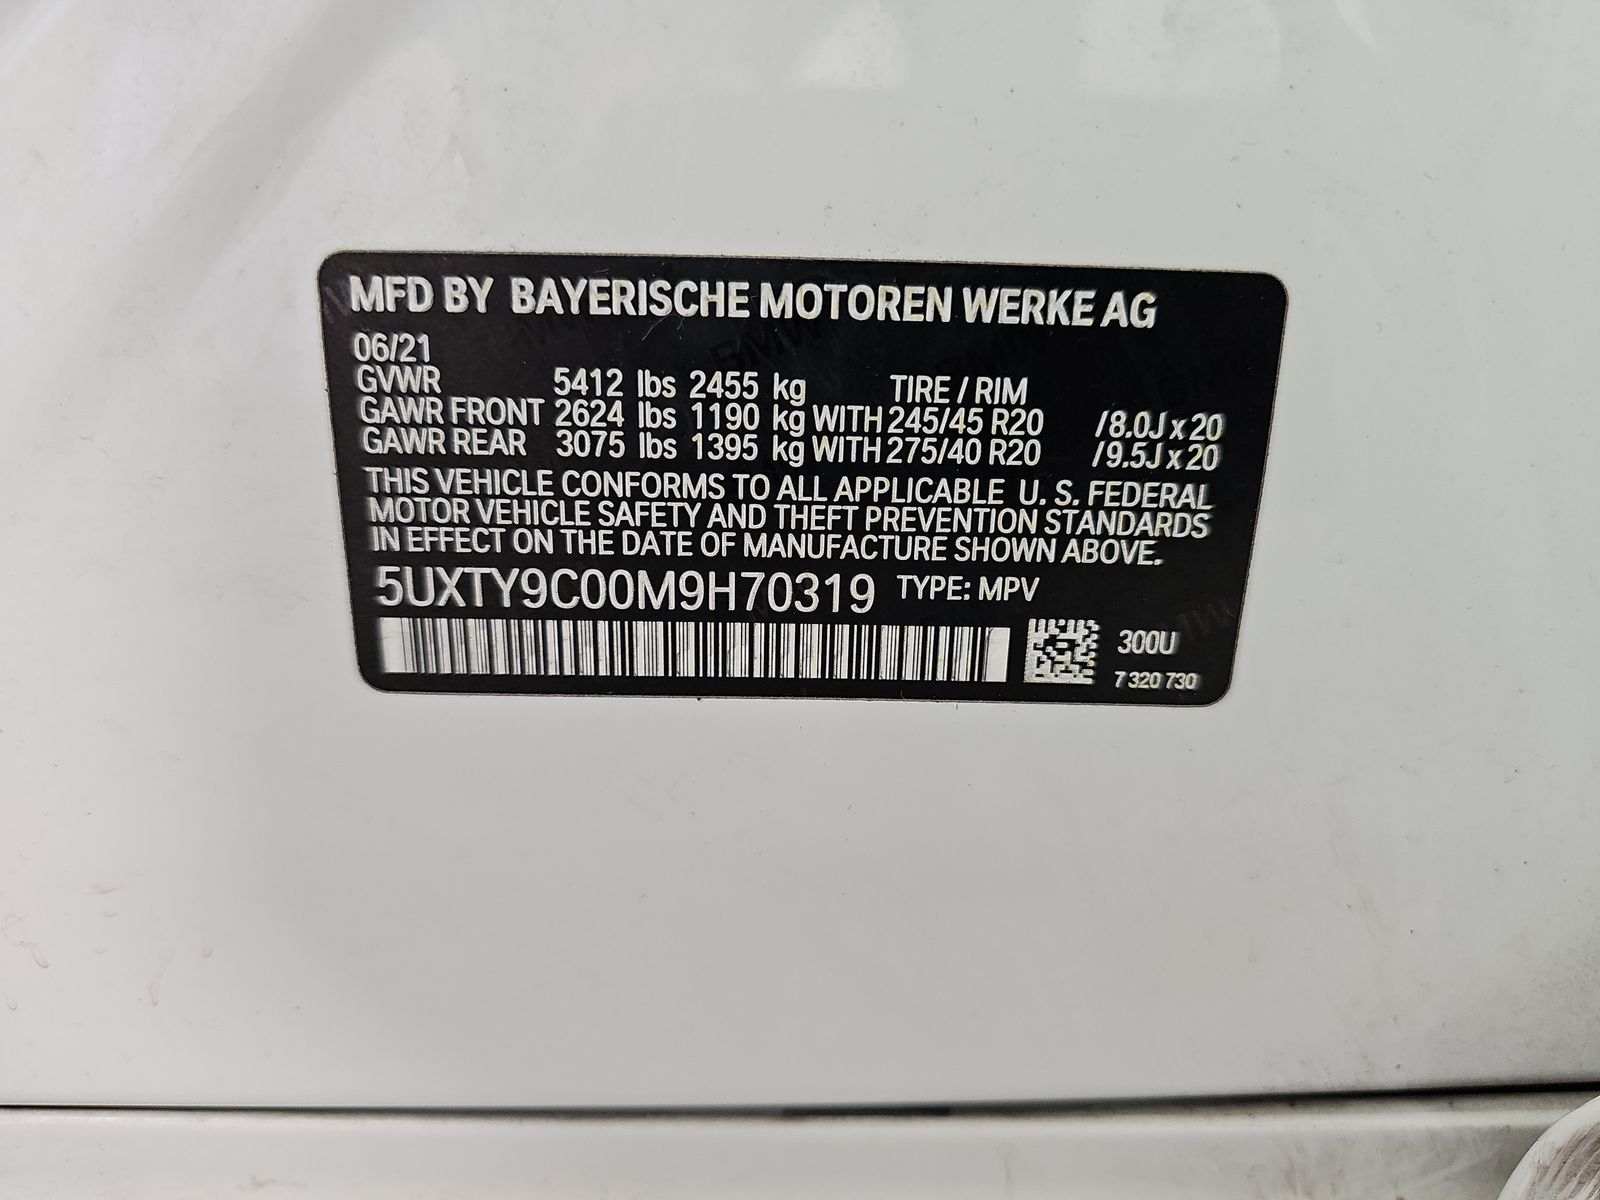 MFD BY BAYERISCHE MOTOREN WERKE AG
06/21
GVWR 5412 lbs 2455 kg TIRE / RIM
GAWR FRONT 2624 lbs 1190 kg WITH 245/45 R20 /8.0J x 20
GAWR REAR 3075 lbs 1395 kg WITH 275/40 R20 /9.5J x 20
THIS VEHICLE CONFORMS TO ALL APPLICABLE U. S. FEDERAL
MOTOR VEHICLE SAFETY AND THEFT PREVENTION STANDARDS
IN EFFECT ON THE DATE OF MANUFACTURE SHOWN ABOVE.
5UXTY9C00M9H70319 TYPE: MPV
300U
7 320 730